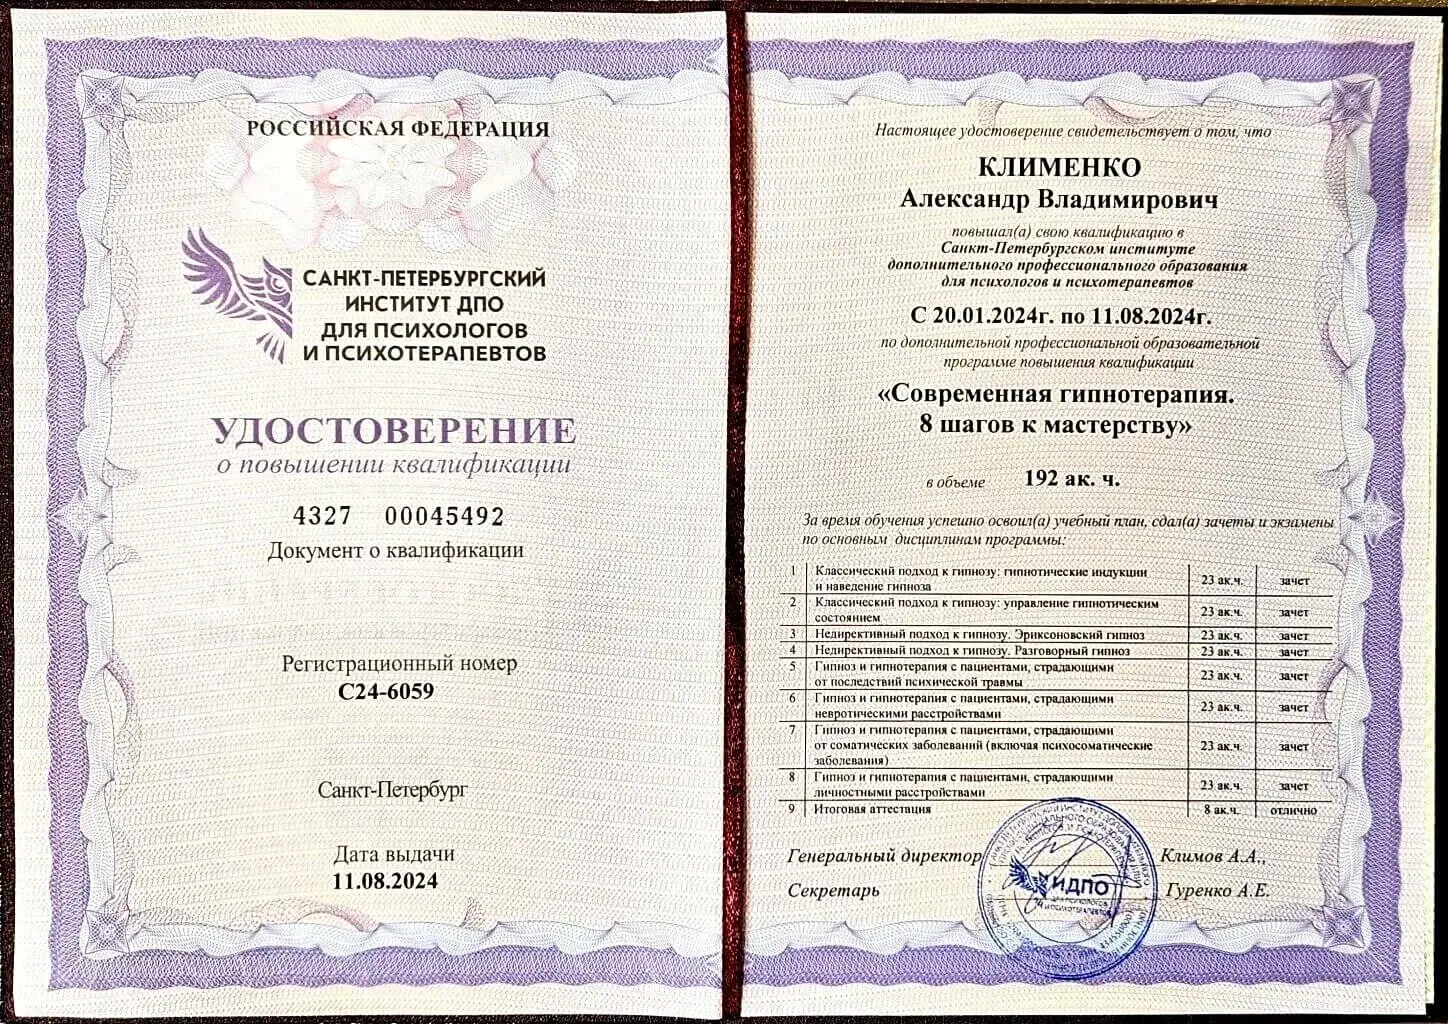 РОССИЙСКАЯ ФЕДЕРАЦИЯ
САНКТ-ПЕТЕРБУРГСКИЙ
ИНСТИТУТ ДПО
ДЛЯ ПСИХОЛОГОВ
И ПСИХОТЕРАПЕВТОВ
УДОСТОВЕРЕНИЕ
о повышении квалификации
4327 00045492
Документ о квалификации
Регистрационный номер
С24-6059
Санкт-Петербург
Дата выдачи
11.08.2024
Настоящее удостоверение свидетельствует о том, что
КЛИМЕНКО
Александр Владимирович
повышал(а) свою квалификацию в
Санкт-Петербургском институте
дополнительного профессионального образования
для психологов и психотерапевтов
С 20.01.2024г. по 11.08.2024г.
по дополнительной профессиональной образовательной
программе повышения квалификации
«Современная гипнотерапия.
8 шагов к мастерству»
в объеме 192 ак. ч.
За время обучения успешно освоил(а) учебный план, сдал(а) зачеты и экзамены
по основным дисциплинам программы:
1 Классический подход к гипнозу: гипнотические индукции
и наведение гипноза 23 ак.ч. зачет
2 Классический подход к гипнозу: управление гипнотическим
состоянием 23 ак.ч. зачет
3 Недирективный подход к гипнозу. Эриксоновский гипноз 23 ак.ч. зачет
4 Недирективный подход к гипнозу. Разговорный гипноз 23 ак.ч. зачет
5 Гипноз и гипнотерапия с пациентами, страдающими
от последствий психической травмы 23 ак.ч. зачет
6 Гипноз и гипнотерапия с пациентами, страдающими
невротическими расстройствами 23 ак.ч. зачет
7 Гипноз и гипнотерапия с пациентами, страдающими
от соматических заболеваний (включая психосоматические
заболевания) 23 ак.ч. зачет
8 Гипноз и гипнотерапия с пациентами, страдающими
личностными расстройствами 23 ак.ч. зачет
9 Итоговая аттестация 8 ак.ч. отлично
Генеральный директор Климов А.А.,
Секретарь Гуренко А.Е.
ИДПО
ДЛЯ ПСИХОЛОГОВ
И ПСИХОТЕРАПЕВТОВ